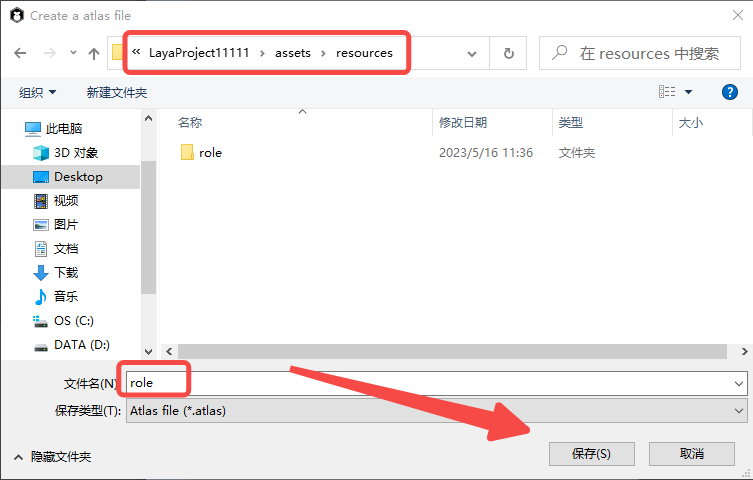 Create a atlas file
« LayaProject11111 › assets › resources
在 resources 中搜索
组织 新建文件夹
名称 修改日期 类型 大小
此电脑
3D 对象
Desktop
视频
图片
文档
下载
音乐
OS (C:)
DATA (D:)
role 2023/5/16 11:36 文件夹
文件名(N) role
保存类型(T): Atlas file (*.atlas)
隐藏文件夹
保存(S) 取消